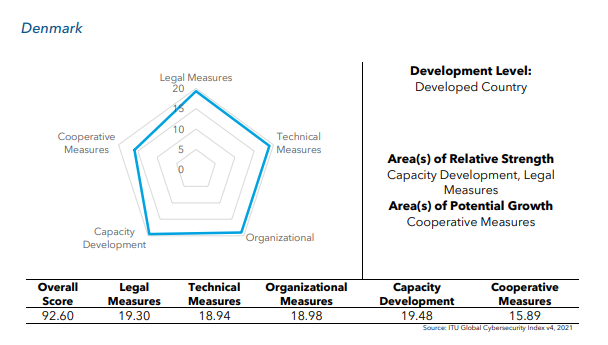 Denmark
Legal Measures
20
15
10
5
0
Technical
Measures
Organizational
Capacity
Development
Cooperative
Measures
Development Level:
Developed Country
Area(s) of Relative Strength
Capacity Development, Legal
Measures
Area(s) of Potential Growth
Cooperative Measures
Overall Score Legal Measures Technical Measures Organizational Measures Capacity Development Cooperative Measures
92.60 19.30 18.94 18.98 19.48 15.89
Source: ITU Global Cybersecurity Index v4, 2021